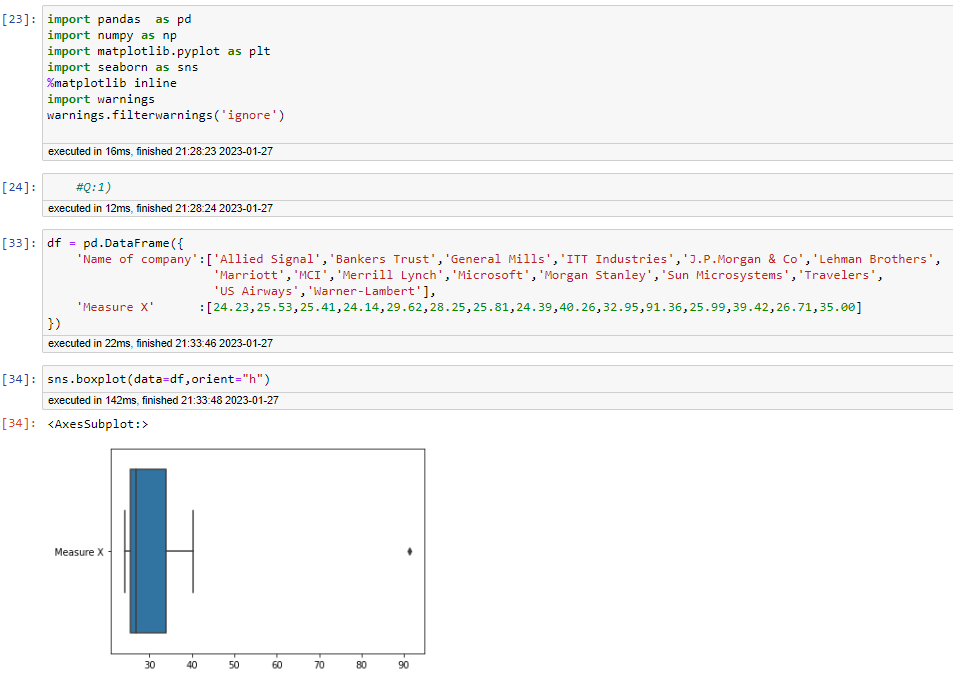 [23]: import pandas  as pd
import numpy as np
import matplotlib.pyplot as plt
import seaborn as sns
%matplotlib inline
import warnings
warnings.filterwarnings('ignore')
executed in 16ms, finished 21:28:23 2023-01-27
[24]:     #Q:1)
executed in 12ms, finished 21:28:24 2023-01-27
[33]: df = pd.DataFrame({
    'Name of company':['Allied Signal','Bankers Trust','General Mills','ITT Industries','J.P.Morgan & Co','Lehman Brothers',
                       'Marriott','MCI','Merrill Lynch','Microsoft','Morgan Stanley','Sun Microsystems','Travelers',
                       'US Airways','Warner-Lambert'],
    'Measure X'      :[24.23,25.53,25.41,24.14,29.62,28.25,25.81,24.39,40.26,32.95,91.36,25.99,39.42,26.71,35.00]
})
executed in 22ms, finished 21:33:46 2023-01-27
[34]: sns.boxplot(data=df,orient="h")
executed in 142ms, finished 21:33:48 2023-01-27
[34]: <AxesSubplot:>
Measure X
30 40 50 60 70 80 90